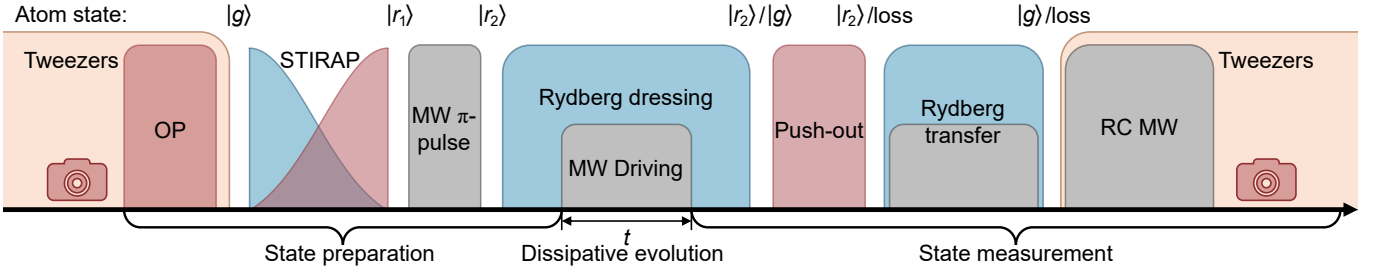 Atom state: |g⟩ |r₁⟩ |r₂⟩ |r₂⟩/|g⟩ |r₂⟩/loss |g⟩/loss
Tweezers
OP
STIRAP
MW π-
pulse
Rydberg dressing
MW Driving
Push-out
Rydberg
transfer
RC MW
Tweezers
State preparation
t
Dissipative evolution
State measurement